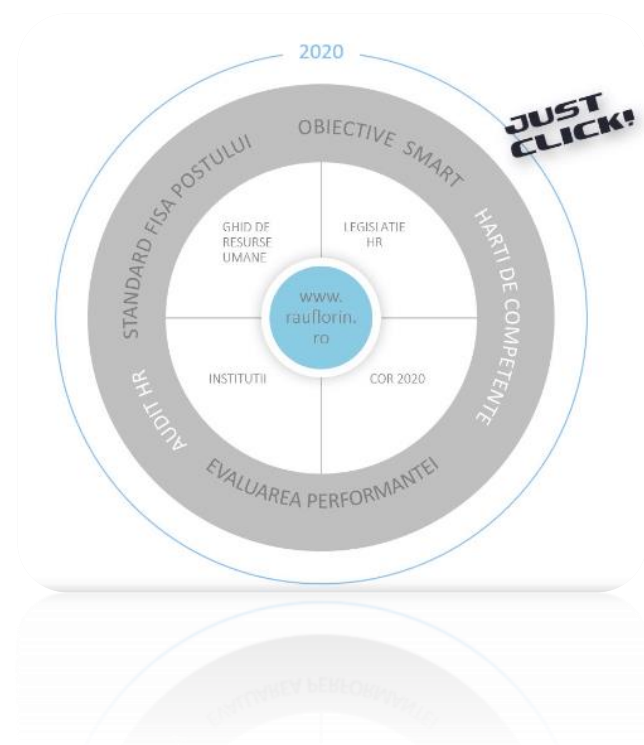 2020
JUST
CLICK!
OBIECTIVE SMART
STANDARD FISA POSTULUI
HARTI DE COMPETENTE
GHID DE
RESURSE
UMANE
LEGISLATIE
HR
www.
rauflorin.
ro
INSTITUTII
COR 2020
AUDIT HR
EVALUAREA PERFORMANTEI